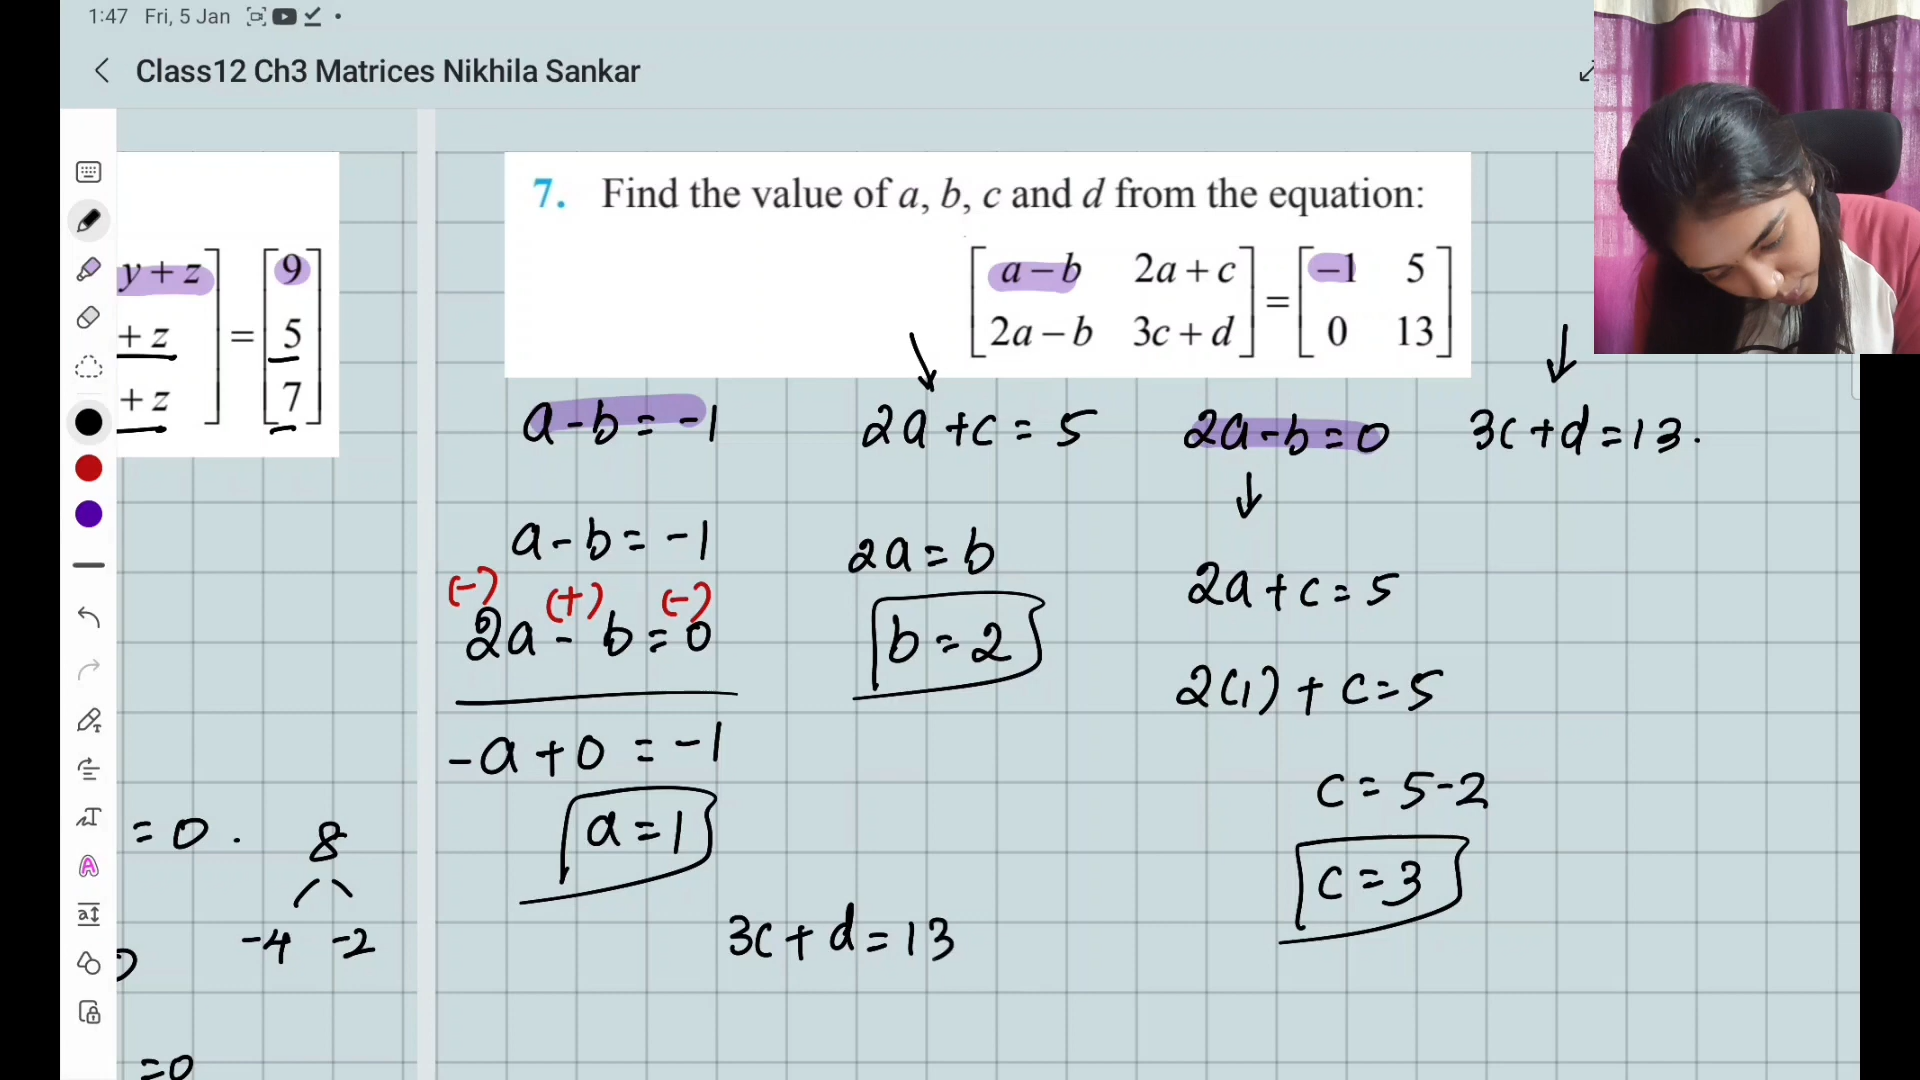 1:47 Fri, 5 Jan
Class12 Ch3 Matrices Nikhila Sankar
y + z 9
+ z = 5
+ z 7
7. Find the value of a, b, c and d from the equation:
a – b 2a + c = –1 5
2a – b 3c + d 0 13
a-b = -1 2a +c = 5 2a-b=0 3c+d=13.
a-b = -1
(-) (+) (-)
2a - b = 0
-a + 0 = -1
a = 1
2a = b
b = 2
2a + c = 5
2(1) + c = 5
c = 5-2
c = 3
3c + d = 13
= 0 . 8
-4 -2
=0